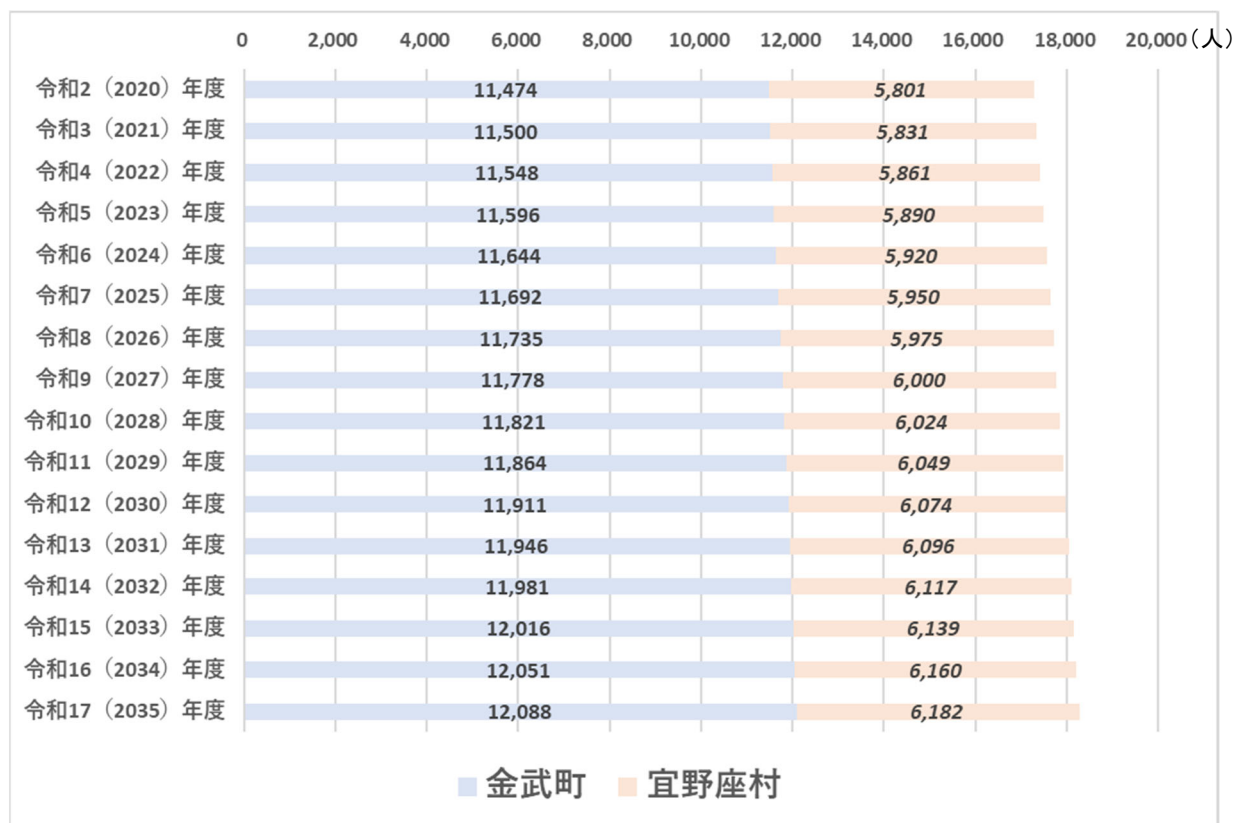 0 2,000 4,000 6,000 8,000 10,000 12,000 14,000 16,000 18,000 20,000(人)
令和2（2020）年度 11,474 5,801
令和3（2021）年度 11,500 5,831
令和4（2022）年度 11,548 5,861
令和5（2023）年度 11,596 5,890
令和6（2024）年度 11,644 5,920
令和7（2025）年度 11,692 5,950
令和8（2026）年度 11,735 5,975
令和9（2027）年度 11,778 6,000
令和10（2028）年度 11,821 6,024
令和11（2029）年度 11,864 6,049
令和12（2030）年度 11,911 6,074
令和13（2031）年度 11,946 6,096
令和14（2032）年度 11,981 6,117
令和15（2033）年度 12,016 6,139
令和16（2034）年度 12,051 6,160
令和17（2035）年度 12,088 6,182
金武町 宜野座村